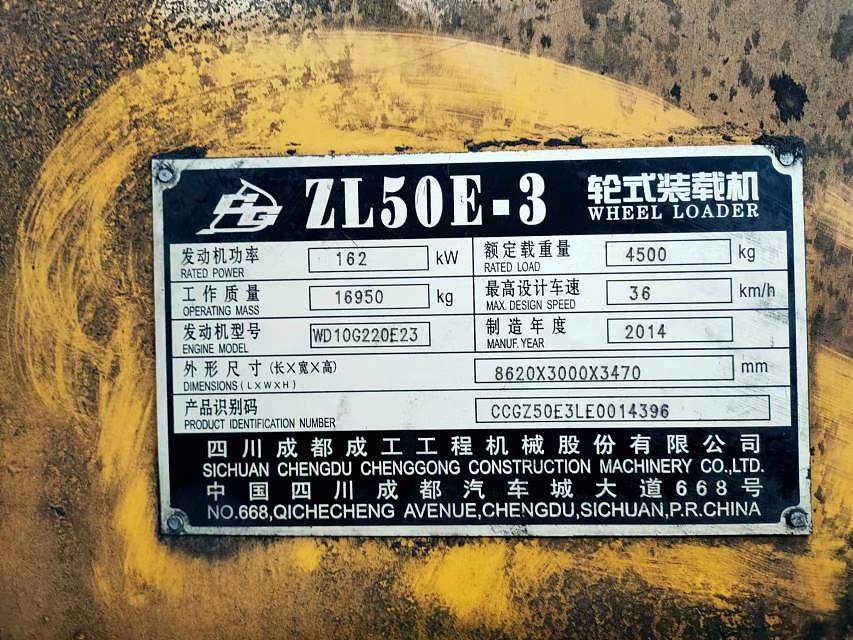 CG ZL50E-3 轮式装载机
WHEEL LOADER
发动机功率 162 kW 额定载重量 4500 kg
RATED POWER RATED LOAD
工作质量 16950 kg 最高设计车速 36 km/h
OPERATING MASS MAX. DESIGN SPEED
发动机型号 WD10G220E23 制造年度 2014
ENGINE MODEL MANUF. YEAR
外形尺寸(长×宽×高) 8620X3000X3470 mm
DIMENSIONS(L×W×H)
产品识别码 CCGZ50E3LE0014396
PRODUCT IDENTIFICATION NUMBER
四川成都成工工程机械股份有限公司
SICHUAN CHENGDU CHENGGONG CONSTRUCTION MACHINERY CO.,LTD.
中国四川成都汽车城大道668号
NO.668,QICHECHENG AVENUE,CHENGDU,SICHUAN,P.R.CHINA